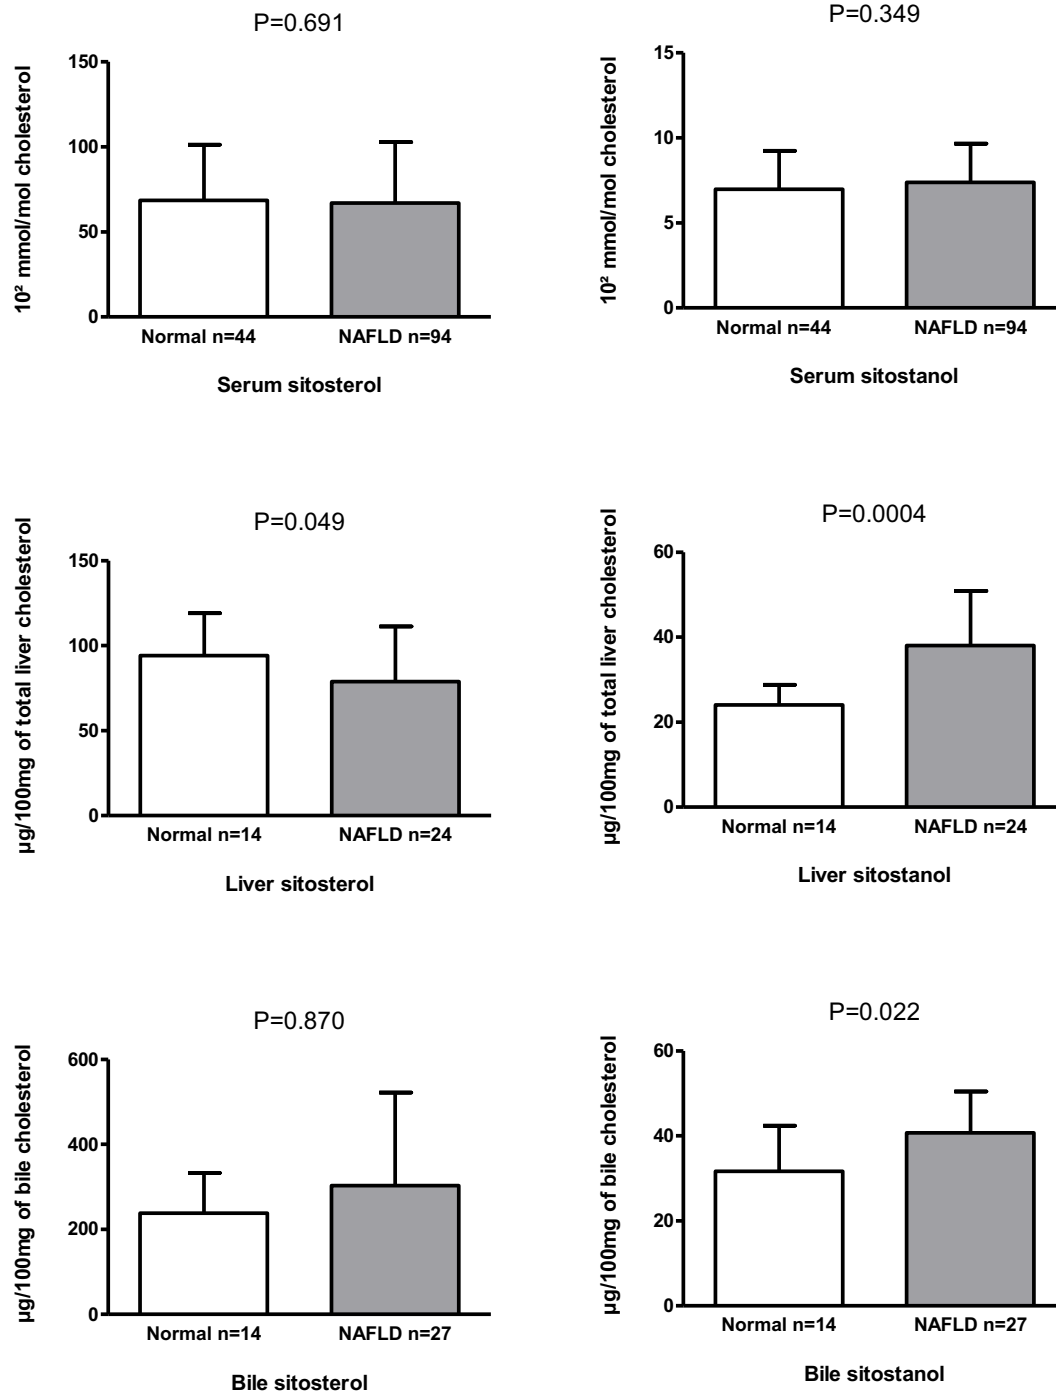 P=0.691
10² mmol/mol cholesterol
150
100
50
0
Normal n=44 NAFLD n=94
Serum sitosterol
P=0.349
10² mmol/mol cholesterol
15
10
5
0
Normal n=44 NAFLD n=94
Serum sitostanol
P=0.049
µg/100mg of total liver cholesterol
150
100
50
0
Normal n=14 NAFLD n=24
Liver sitosterol
P=0.0004
µg/100mg of total liver cholesterol
60
40
20
0
Normal n=14 NAFLD n=24
Liver sitostanol
P=0.870
µg/100mg of bile cholesterol
600
400
200
0
Normal n=14 NAFLD n=27
Bile sitosterol
P=0.022
µg/100mg of bile cholesterol
60
40
20
0
Normal n=14 NAFLD n=27
Bile sitostanol